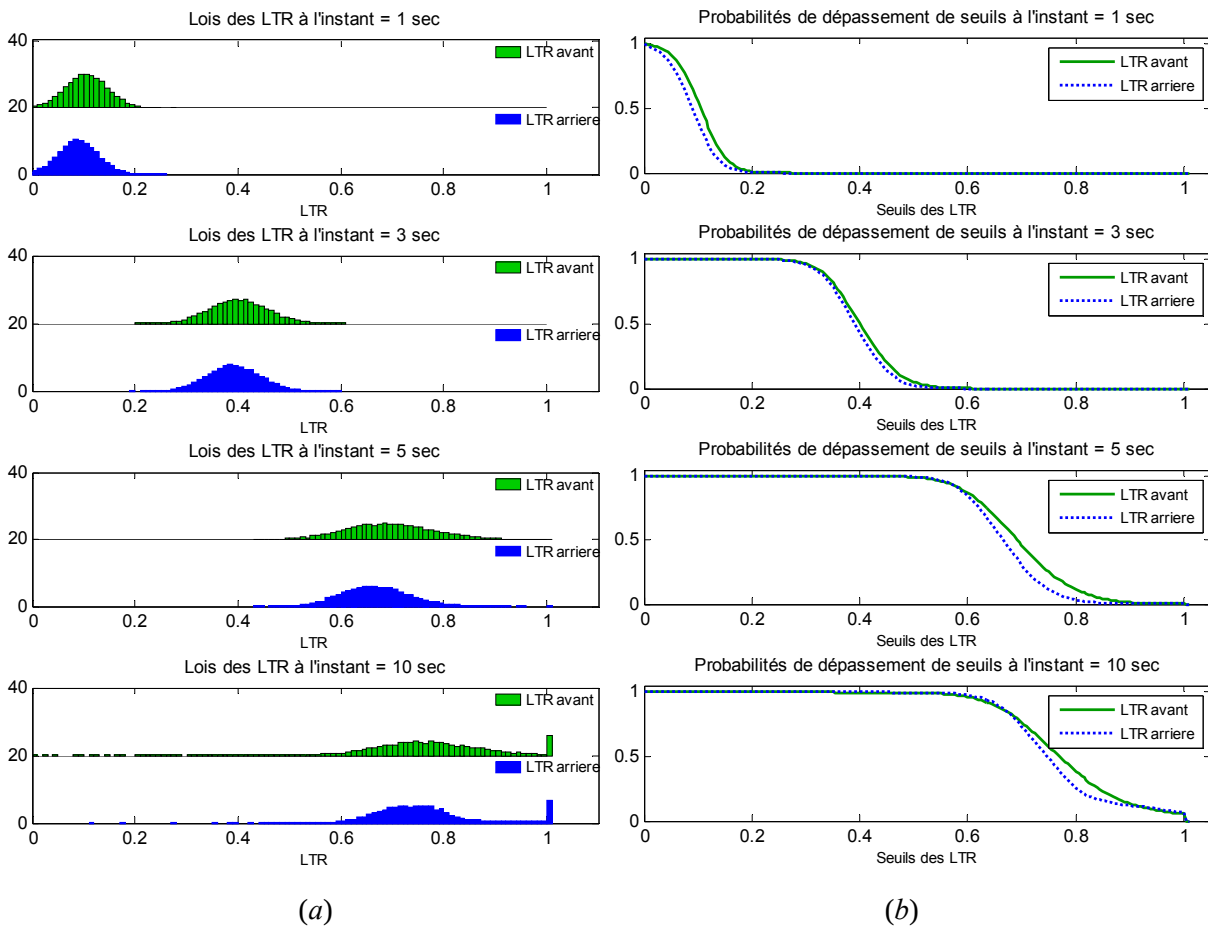 Lois des LTR à l'instant = 1 sec
40
20
0
LTR avant
LTR arriere
0 0.2 0.4 0.6 0.8 1
LTR
Probabilités de dépassement de seuils à l'instant = 1 sec
1
0.5
0
LTR avant
LTR arriere
0 0.2 0.4 0.6 0.8 1
Seuils des LTR
Lois des LTR à l'instant = 3 sec
40
20
0
LTR avant
LTR arriere
0 0.2 0.4 0.6 0.8 1
LTR
Probabilités de dépassement de seuils à l'instant = 3 sec
1
0.5
0
LTR avant
LTR arriere
0 0.2 0.4 0.6 0.8 1
Seuils des LTR
Lois des LTR à l'instant = 5 sec
40
20
0
LTR avant
LTR arriere
0 0.2 0.4 0.6 0.8 1
LTR
Probabilités de dépassement de seuils à l'instant = 5 sec
1
0.5
0
LTR avant
LTR arriere
0 0.2 0.4 0.6 0.8 1
Seuils des LTR
Lois des LTR à l'instant = 10 sec
40
20
0
LTR avant
LTR arriere
0 0.2 0.4 0.6 0.8 1
LTR
Probabilités de dépassement de seuils à l'instant = 10 sec
1
0.5
0
LTR avant
LTR arriere
0 0.2 0.4 0.6 0.8 1
Seuils des LTR
(a)
(b)